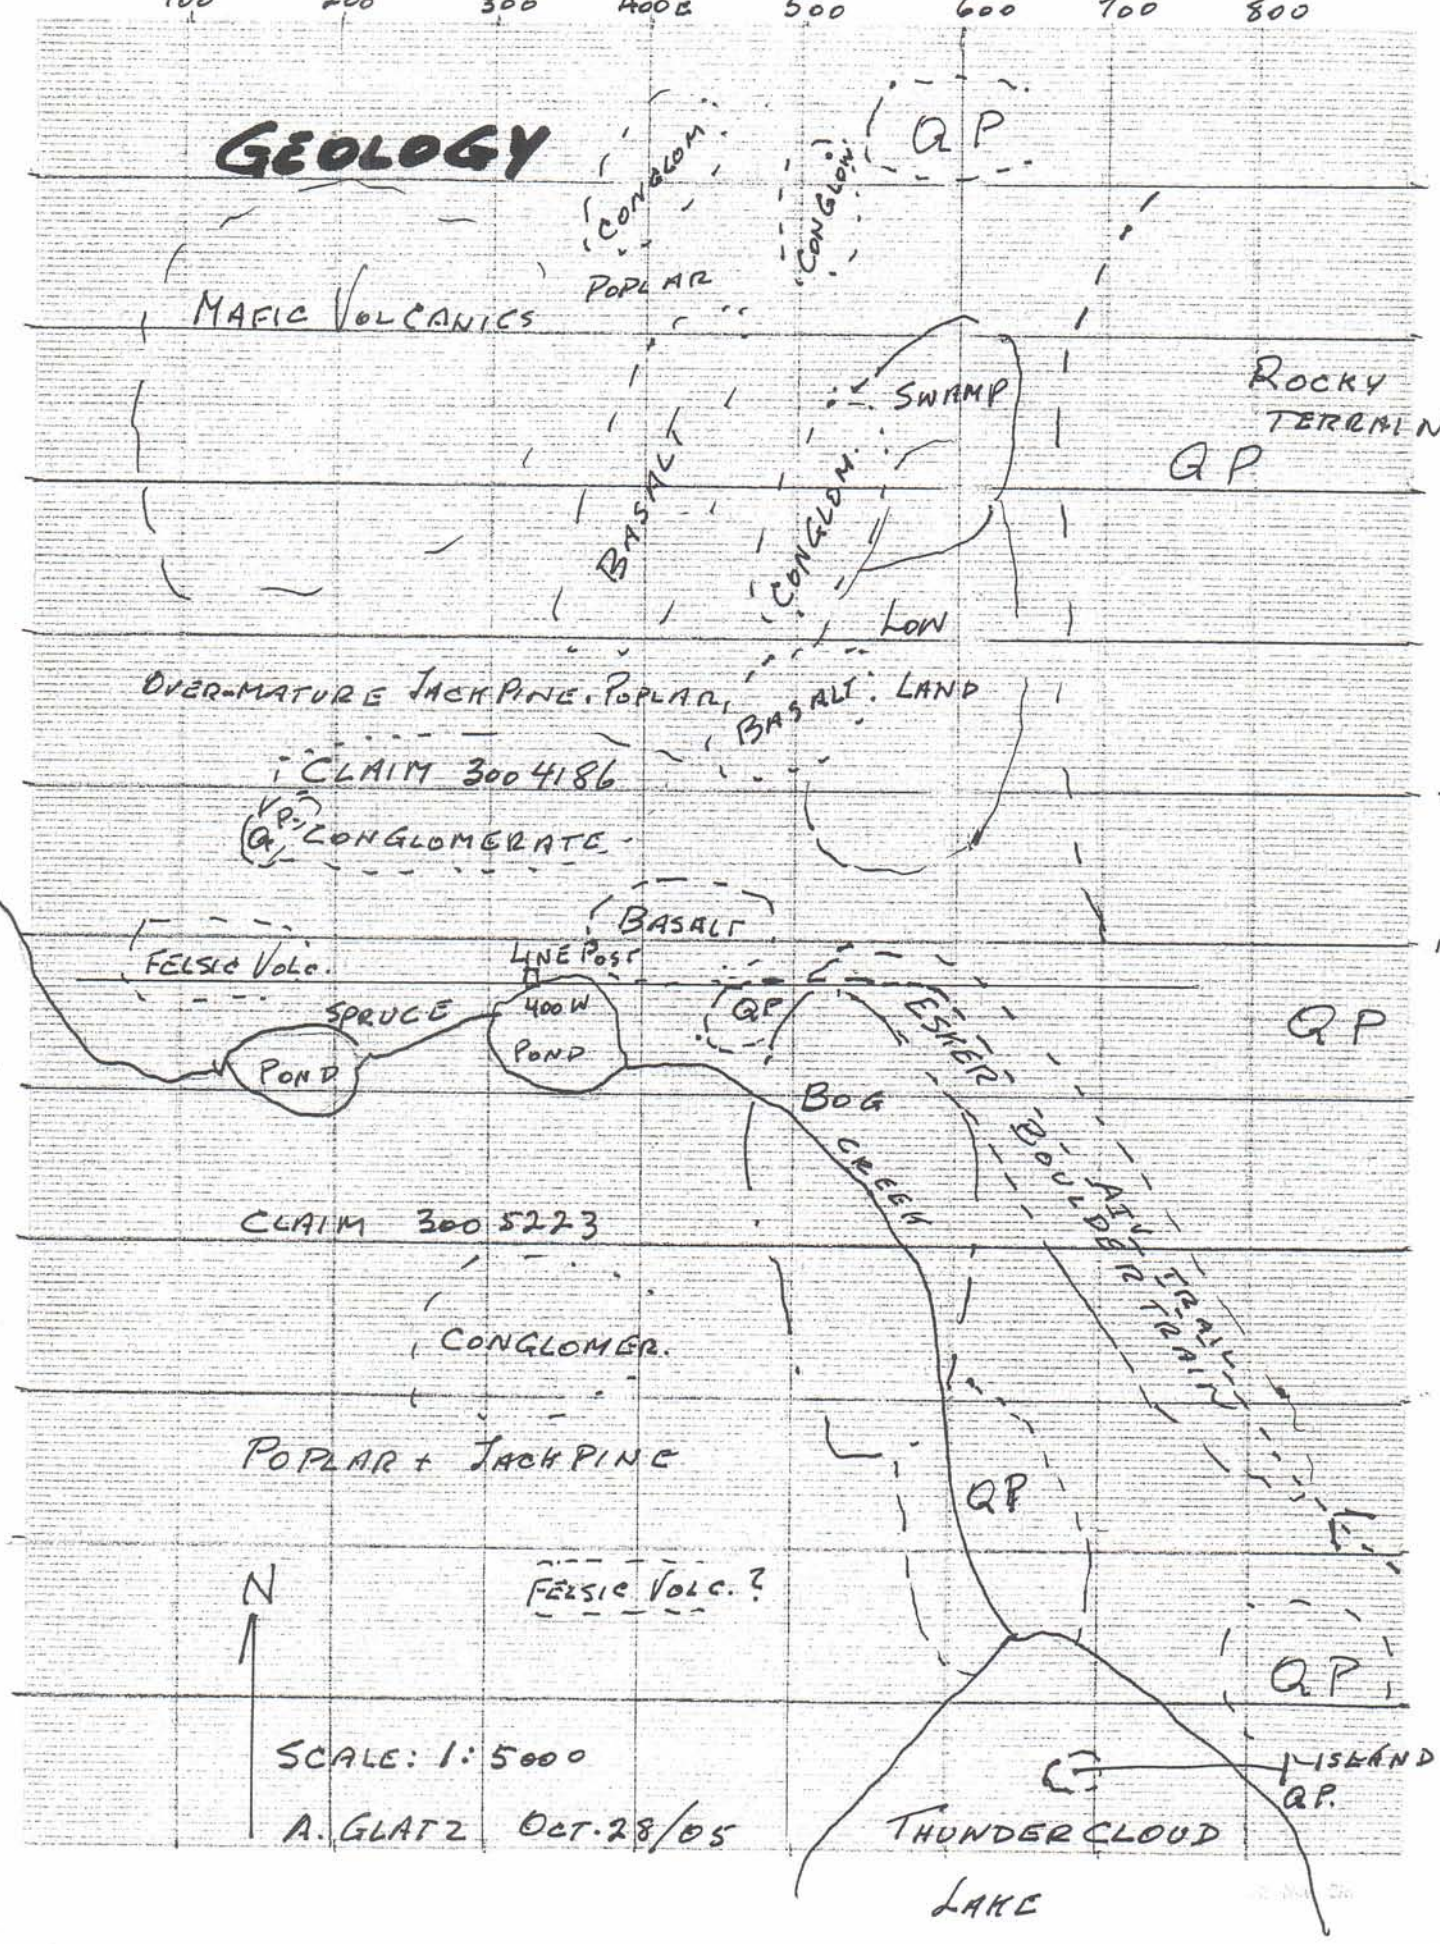 100 200 300 400E 500 600 700 800
GEOLOGY
CONGLOM.
CONGLOM.
QP
POPLAR
MAFIC VOLCANICS
SWAMP
ROCKY
TERRAIN
QP
BASALT
CONGLOM.
LOW
LAND
OVER-MATURE JACKPINE. POPLAR,
BASALT
CLAIM 3004186
QP.
CONGLOMERATE
BASALT
FELSIC VOLC.
LINE POST
400W
POND
SPRUCE
POND
QP
ESKER
QP
BOG
CREEK
BOULDER TRAIN
ATV TRAIL
CLAIM 3005223
CONGLOMER.
POPLAR + JACKPINE
QP
N
FELSIC VOLC. ?
QP
SCALE: 1:5000
ISLAND
QP.
A. GLATZ OCT. 28/05
THUNDERCLOUD
LAKE